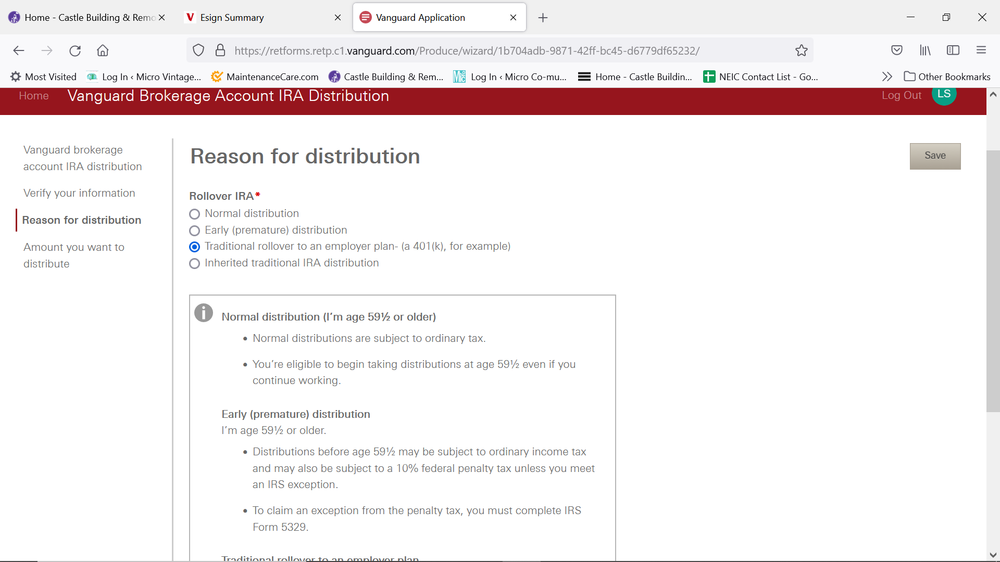 Home - Castle Building & Remo
Esign Summary
Vanguard Application
https://retforms.retp.c1.vanguard.com/Produce/wizard/1b704adb-9871-42ff-bc45-d6779df65232/
Most Visited
Log In ‹ Micro Vintage...
MaintenanceCare.com
Castle Building & Rem...
Log In ‹ Micro Co-mu...
Home - Castle Buildin...
NEIC Contact List - Go...
Other Bookmarks
Home
Vanguard Brokerage Account IRA Distribution
Log Out
LS
Vanguard brokerage
account IRA distribution
Verify your information
Reason for distribution
Amount you want to
distribute
Reason for distribution
Save
Rollover IRA*
Normal distribution
Early (premature) distribution
Traditional rollover to an employer plan- (a 401(k), for example)
Inherited traditional IRA distribution
Normal distribution (I’m age 59½ or older)
• Normal distributions are subject to ordinary tax.
• You’re eligible to begin taking distributions at age 59½ even if you
continue working.
Early (premature) distribution
I’m age 59½ or older.
• Distributions before age 59½ may be subject to ordinary income tax
and may also be subject to a 10% federal penalty tax unless you meet
an IRS exception.
• To claim an exception from the penalty tax, you must complete IRS
Form 5329.
Traditional rollover to an employer plan